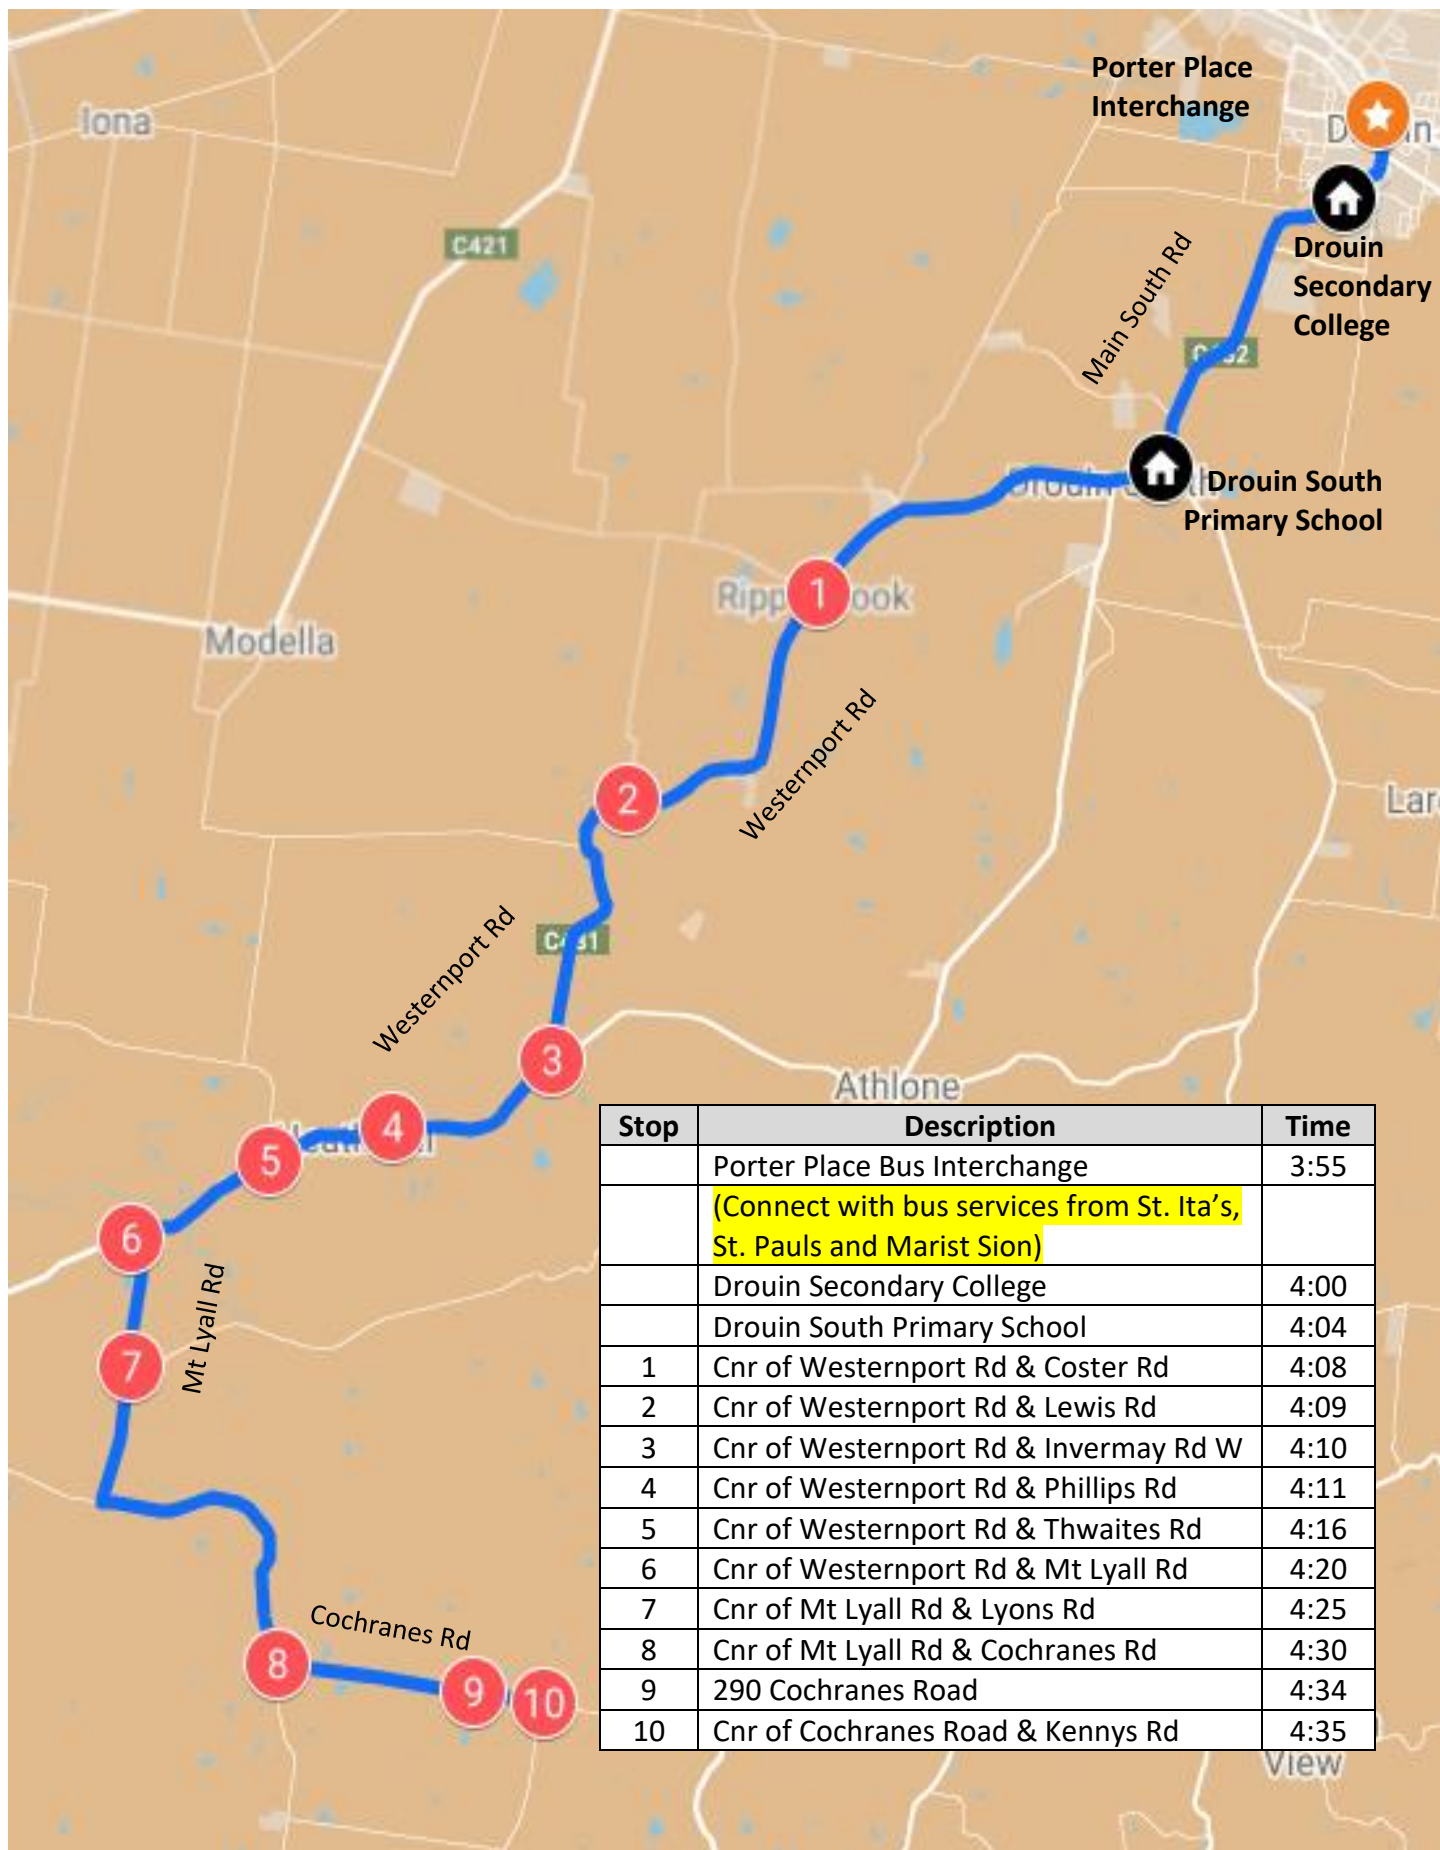 Porter Place
Interchange
Iona
C421
Drouin
Secondary
College
Main South Rd
Drouin South
Primary School
1
Modella
Westernport Rd
2
Westernport Rd
3
Athlone
4
5
6
Mt Lyall Rd
7
Cochranes Rd
8
9
10
Stop Description Time
Porter Place Bus Interchange 3:55
(Connect with bus services from St. Ita’s,
St. Pauls and Marist Sion)
Drouin Secondary College 4:00
Drouin South Primary School 4:04
1 Cnr of Westernport Rd & Coster Rd 4:08
2 Cnr of Westernport Rd & Lewis Rd 4:09
3 Cnr of Westernport Rd & Invermay Rd W 4:10
4 Cnr of Westernport Rd & Phillips Rd 4:11
5 Cnr of Westernport Rd & Thwaites Rd 4:16
6 Cnr of Westernport Rd & Mt Lyall Rd 4:20
7 Cnr of Mt Lyall Rd & Lyons Rd 4:25
8 Cnr of Mt Lyall Rd & Cochranes Rd 4:30
9 290 Cochranes Road 4:34
10 Cnr of Cochranes Road & Kennys Rd 4:35
View